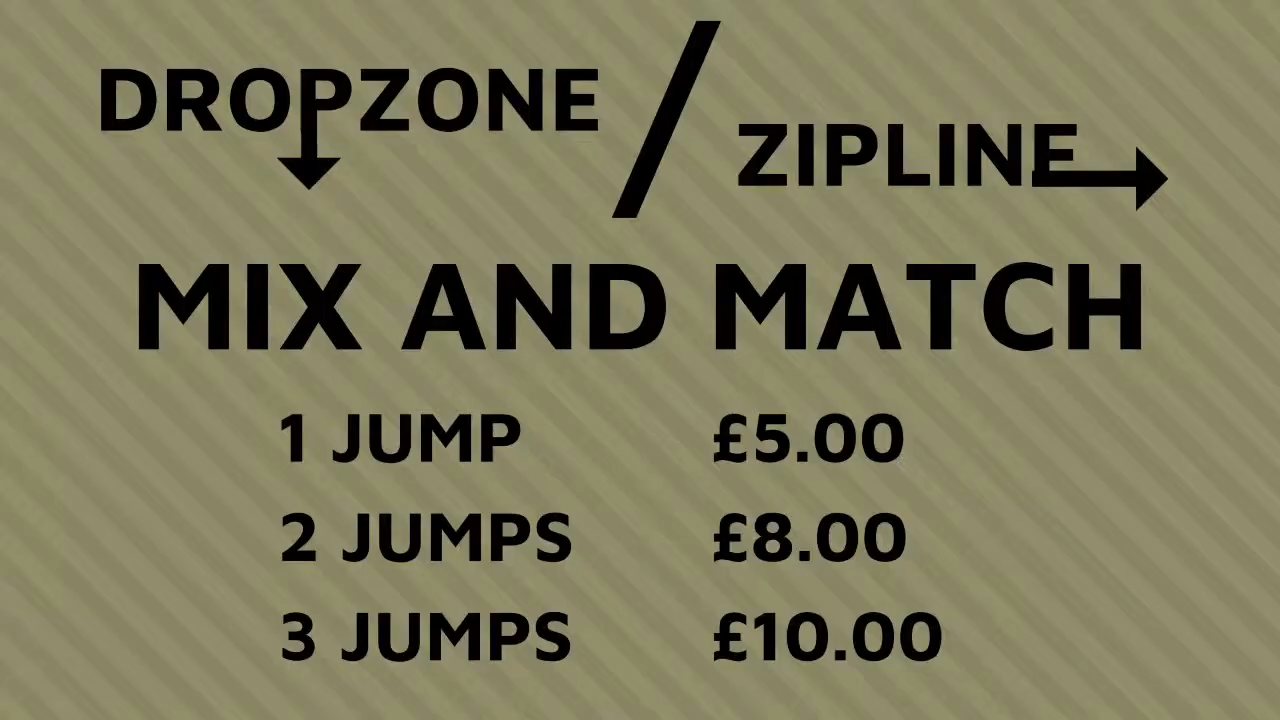 DROPZONE / ZIPLINE
MIX AND MATCH
1 JUMP £5.00
2 JUMPS £8.00
3 JUMPS £10.00